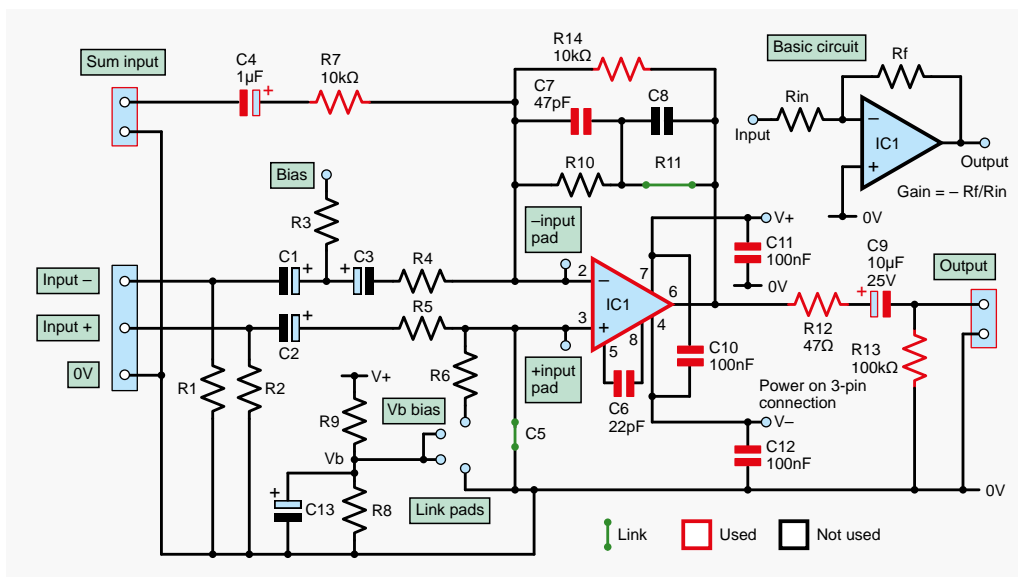 Sum input
C4
1µF
+
R7
10kΩ
R14
10kΩ
C7
47pF
C8
R10
R11
Basic circuit
Rf
Rin
Input
–
+
IC1
Output
Gain = – Rf/Rin
0V
Bias
R3
–input
pad
Input –
C1
+
+
C3
R4
Input +
C2
+
R5
0V
R1
R2
R6
V+
R9
Vb bias
Vb
+
C13
R8
Link pads
C5
+input
pad
2
–
3
+
IC1
7
6
4
5
8
C6
22pF
C10
100nF
V+
C11
100nF
0V
C9
10µF
25V
+
Output
R12
47Ω
R13
100kΩ
Power on 3-pin
connection
V–
C12
100nF
0V
Link
Used
Not used